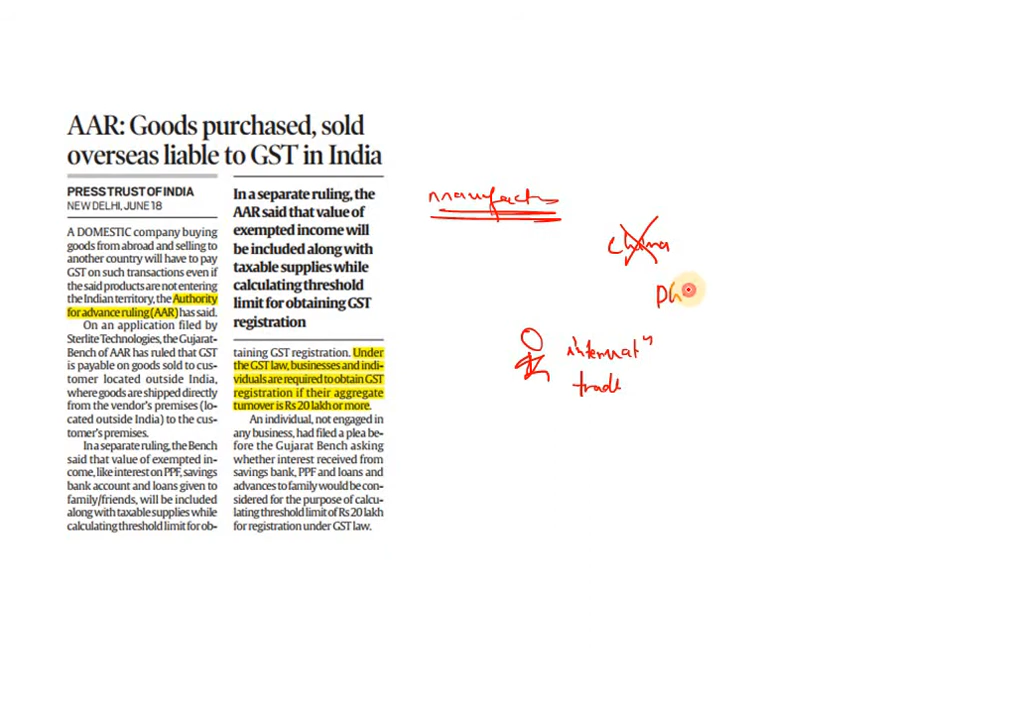 AAR: Goods purchased, sold
overseas liable to GST in India
PRESS TRUST OF INDIA
NEW DELHI, JUNE 18
A DOMESTIC company buying
goods from abroad and selling to
another country will have to pay
GST on such transactions even if
the said products are not entering
the Indian territory, the Authority
for advance ruling (AAR) has said.
On an application filed by
Sterlite Technologies, the Gujarat-
Bench of AAR has ruled that GST
is payable on goods sold to cus-
tomer located outside India,
where goods are shipped directly
from the vendor's premises (lo-
cated outside India) to the cus-
tomer's premises.
In a separate ruling, the Bench
said that value of exempted in-
come, like interest on PPF, savings
bank account and loans given to
family/friends, will be included
along with taxable supplies while
calculating threshold limit for ob-
In a separate ruling, the
AAR said that value of
exempted income will
be included along with
taxable supplies while
calculating threshold
limit for obtaining GST
registration
taining GST registration. Under
the GST law, businesses and indi-
viduals are required to obtain GST
registration if their aggregate
turnover is Rs 20 lakh or more.
An individual, not engaged in
any business, had filed a plea be-
fore the Gujarat Bench asking
whether interest received from
savings bank, PPF and loans and
advances to family would be con-
sidered for the purpose of calcu-
lating threshold limit of Rs 20 lakh
for registration under GST law.
China
Ph
trade